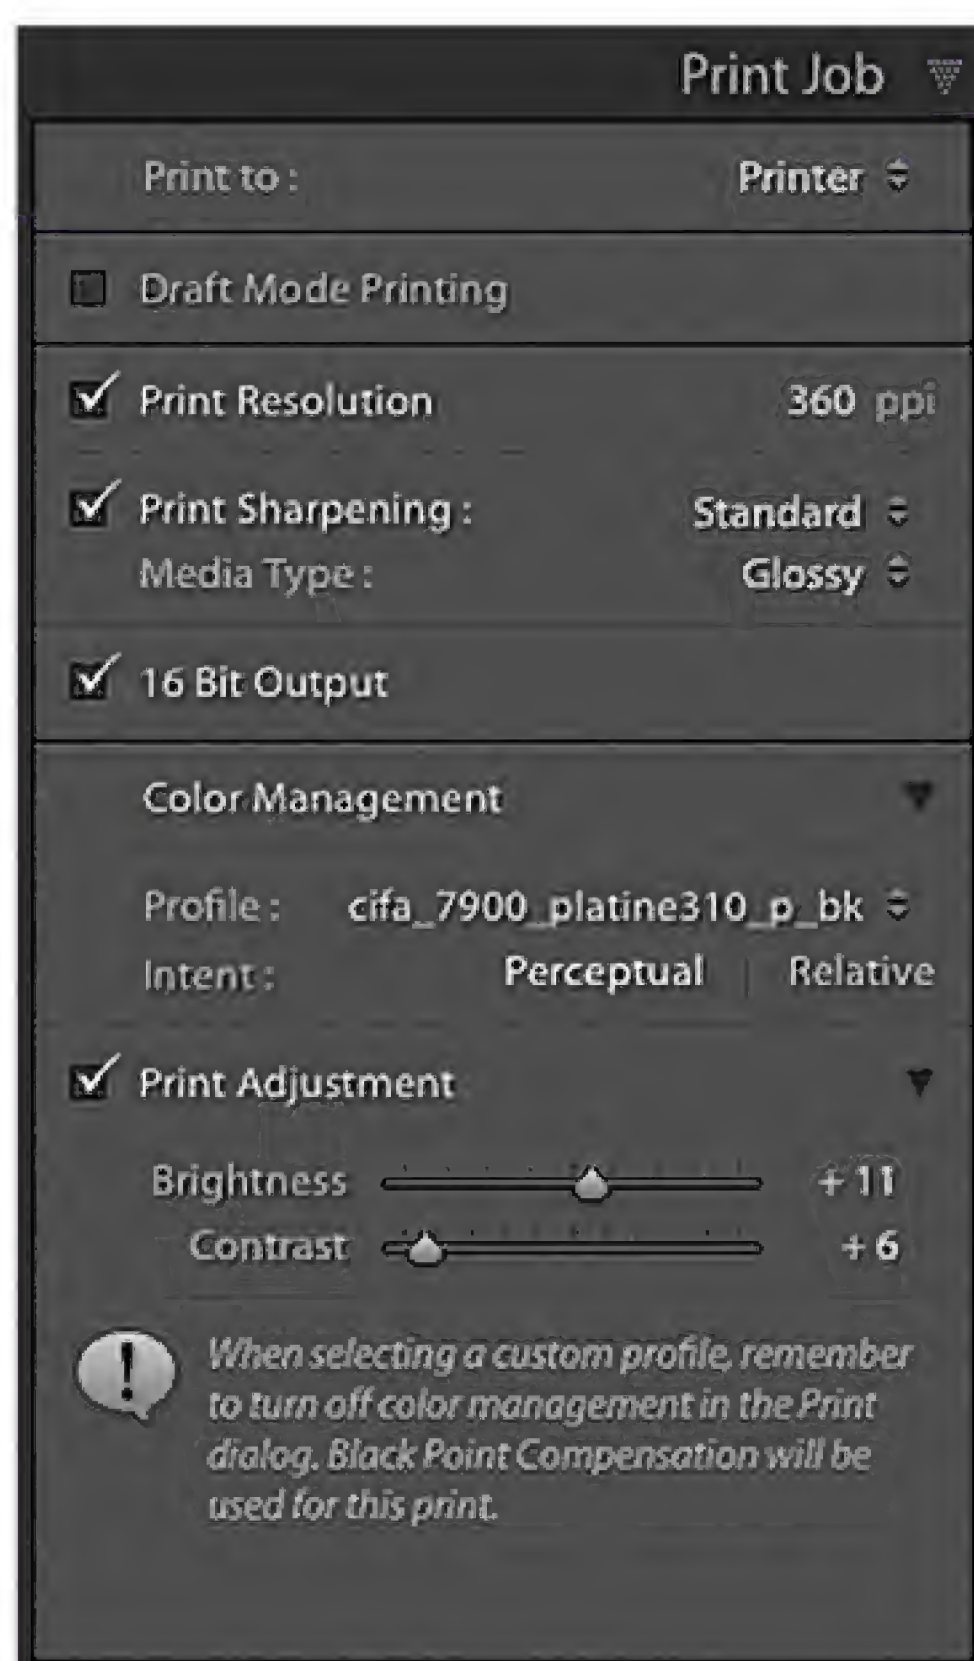 Print Job
Print to : Printer
Draft Mode Printing
Print Resolution 360 ppi
Print Sharpening : Standard
Media Type : Glossy
16 Bit Output
Color Management
Profile : cifa_7900_platine310_p_bk
Intent : Perceptual Relative
Print Adjustment
Brightness + 11
Contrast + 6
When selecting a custom profile, remember
to turn off color management in the Print
dialog. Black Point Compensation will be
used for this print.